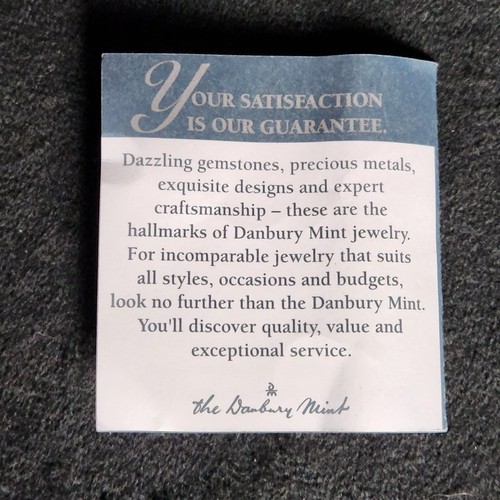 YOUR SATISFACTION
IS OUR GUARANTEE.
Dazzling gemstones, precious metals,
exquisite designs and expert
craftsmanship – these are the
hallmarks of Danbury Mint jewelry.
For incomparable jewelry that suits
all styles, occasions and budgets,
look no further than the Danbury Mint.
You'll discover quality, value and
exceptional service.
the Danbury Mint